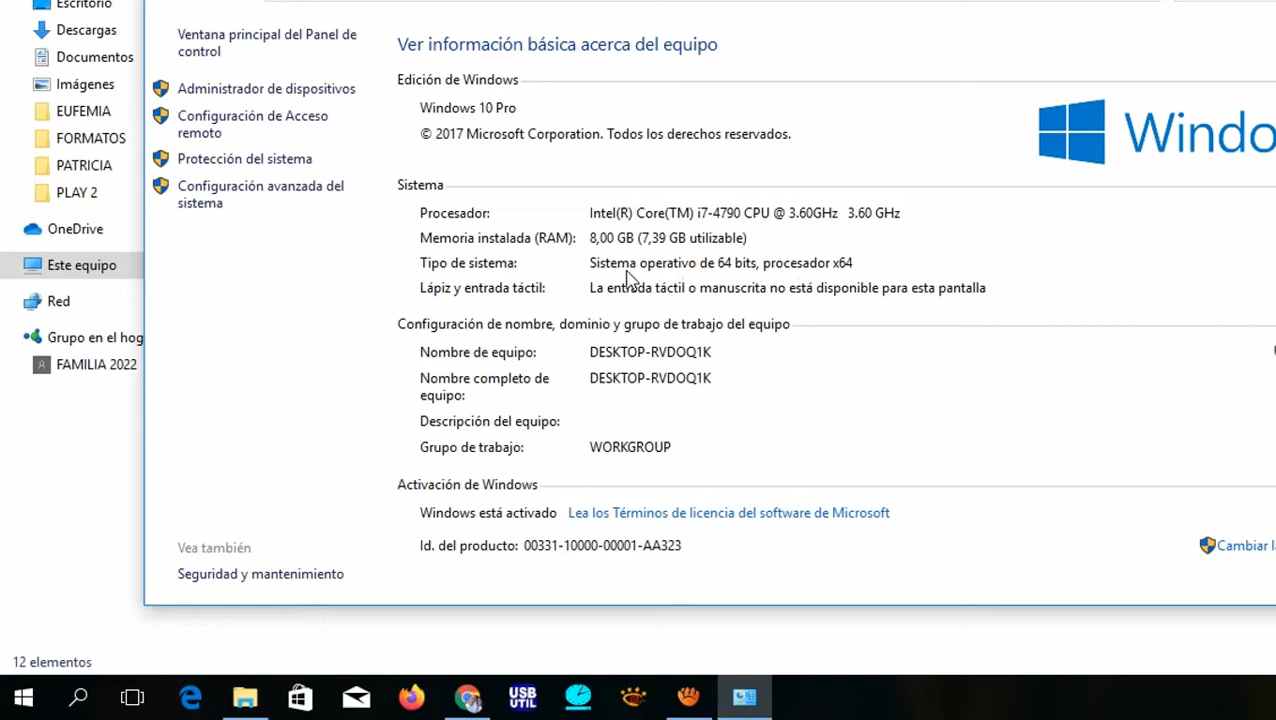 Escritorio
Descargas
Documentos
Imágenes
EUFEMIA
FORMATOS
PATRICIA
PLAY 2
OneDrive
Este equipo
Red
Grupo en el hog
FAMILIA 2022
12 elementos
Ventana principal del Panel de
control
Administrador de dispositivos
Configuración de Acceso
remoto
Protección del sistema
Configuración avanzada del
sistema
Vea también
Seguridad y mantenimiento
Ver información básica acerca del equipo
Edición de Windows
Windows 10 Pro
© 2017 Microsoft Corporation. Todos los derechos reservados.
Windo
Sistema
Procesador: Intel(R) Core(TM) i7-4790 CPU @ 3.60GHz 3.60 GHz
Memoria instalada (RAM): 8,00 GB (7,39 GB utilizable)
Tipo de sistema: Sistema operativo de 64 bits, procesador x64
Lápiz y entrada táctil: La entrada táctil o manuscrita no está disponible para esta pantalla
Configuración de nombre, dominio y grupo de trabajo del equipo
Nombre de equipo: DESKTOP-RVDOQ1K
Nombre completo de DESKTOP-RVDOQ1K
equipo:
Descripción del equipo:
Grupo de trabajo: WORKGROUP
Activación de Windows
Windows está activado Lea los Términos de licencia del software de Microsoft
Id. del producto: 00331-10000-00001-AA323
Cambiar la
USB
UTIL